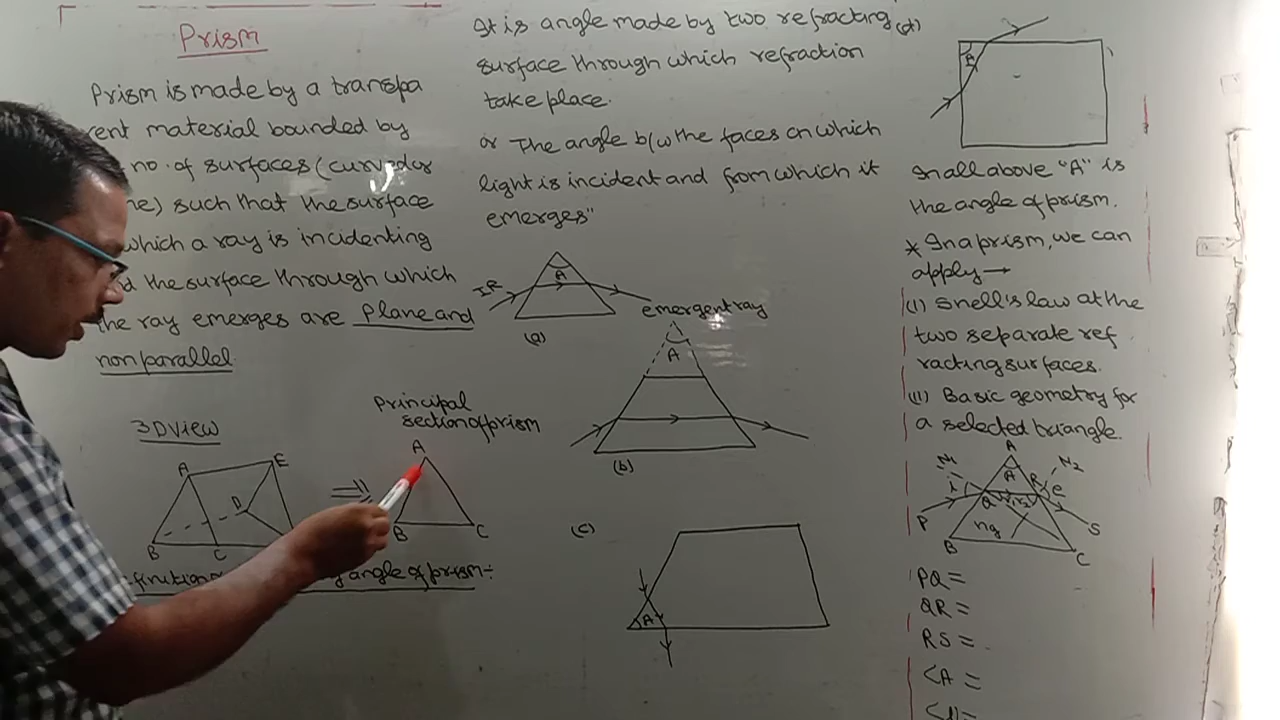 Prism
Prism is made by a transpa
rent material bounded by
no. of surfaces (curved or
ne) such that the surface
which a ray is incidenting
d the surface through which
the ray emerges are plane and
non parallel.
3D VIEW
A
E
D
B
C
Principal
section of prism
A
B
C
angle of prism:
It is angle made by two refracting
surface through which refraction
take place.
or The angle b/w the faces on which
light is incident and from which it
emerges"
IR
A
emergent ray
(a)
A
(b)
(c)
A
(d)
A
In all above "A" is
the angle of prism.
* In a prism, we can
apply →
(i) Snell's law at the
two separate ref
racting surfaces.
(ii) Basic geometry for
a selected triangle.
A
N1
N2
A
i
R
e
Q
P
S
ng
B
C
PQ =
QR =
RS =
<A =